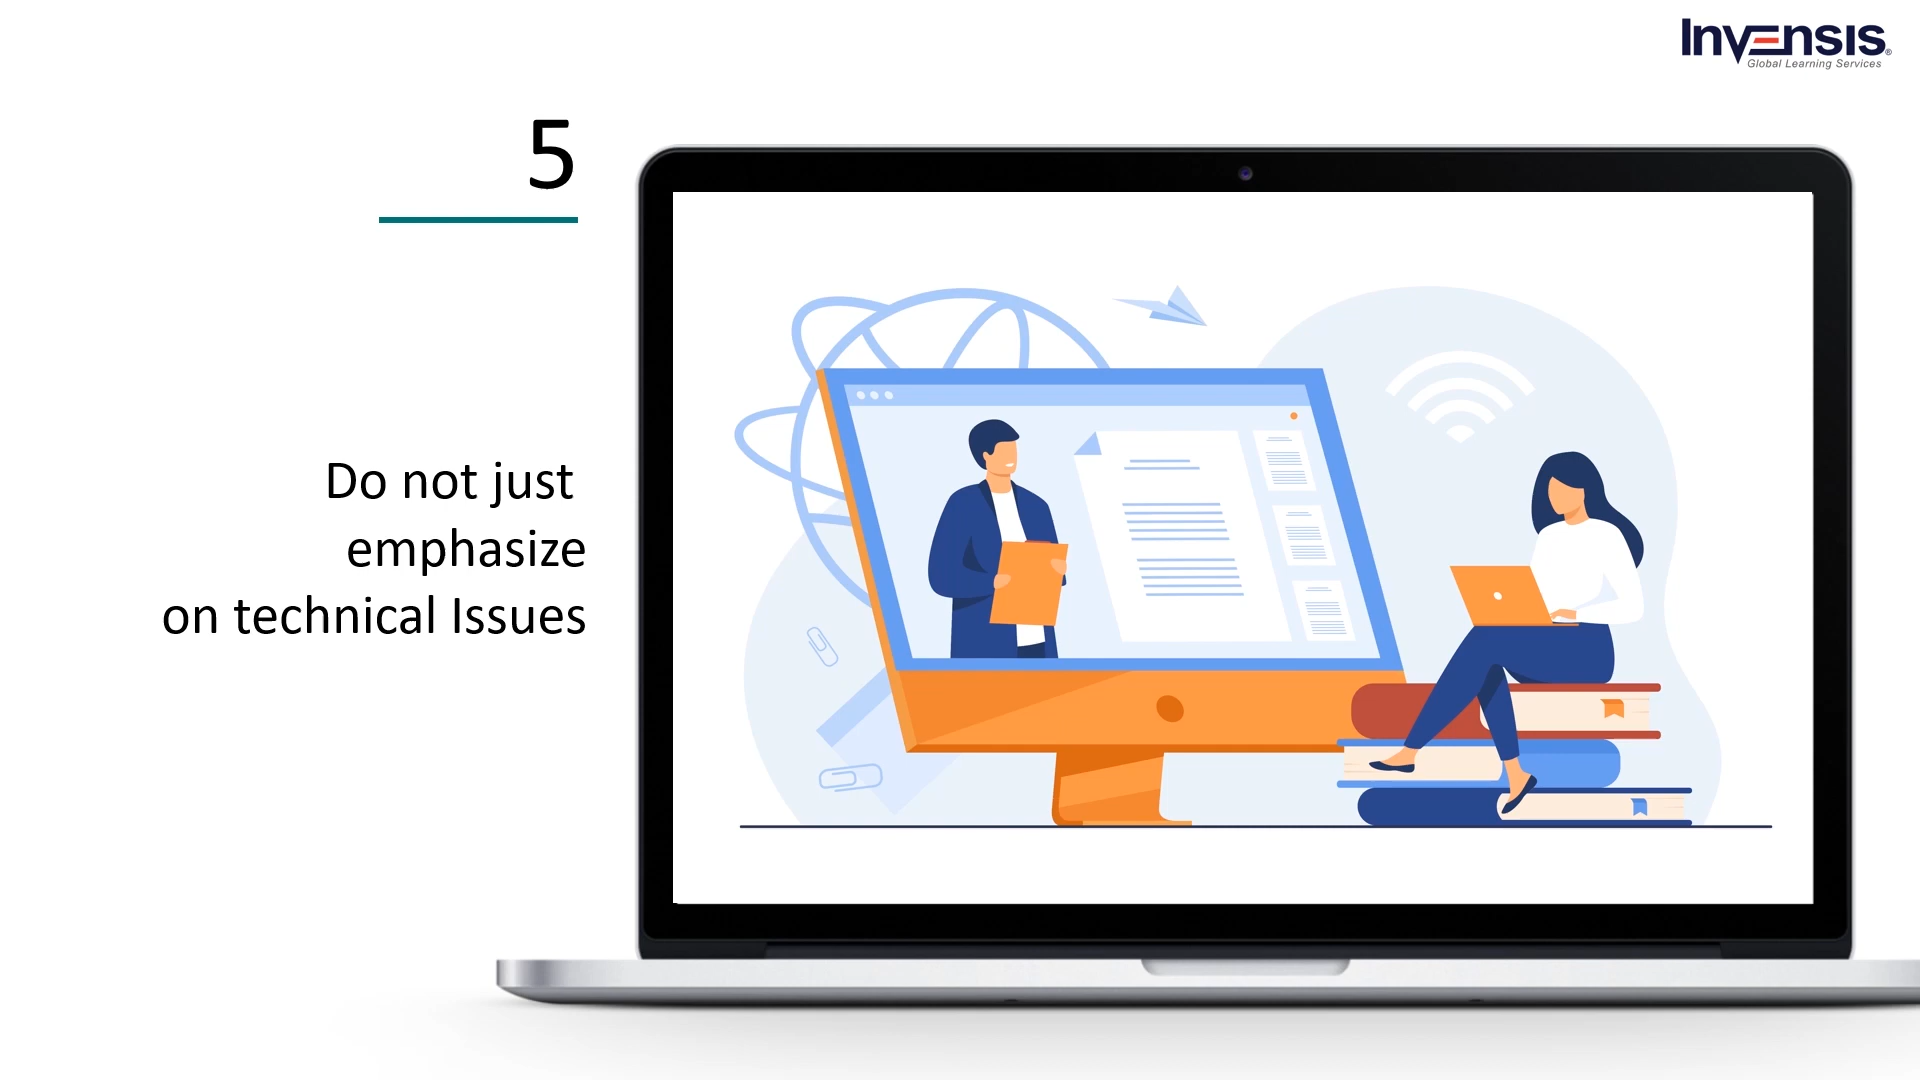 Invensis®
Global Learning Services
5
Do not just
emphasize
on technical Issues